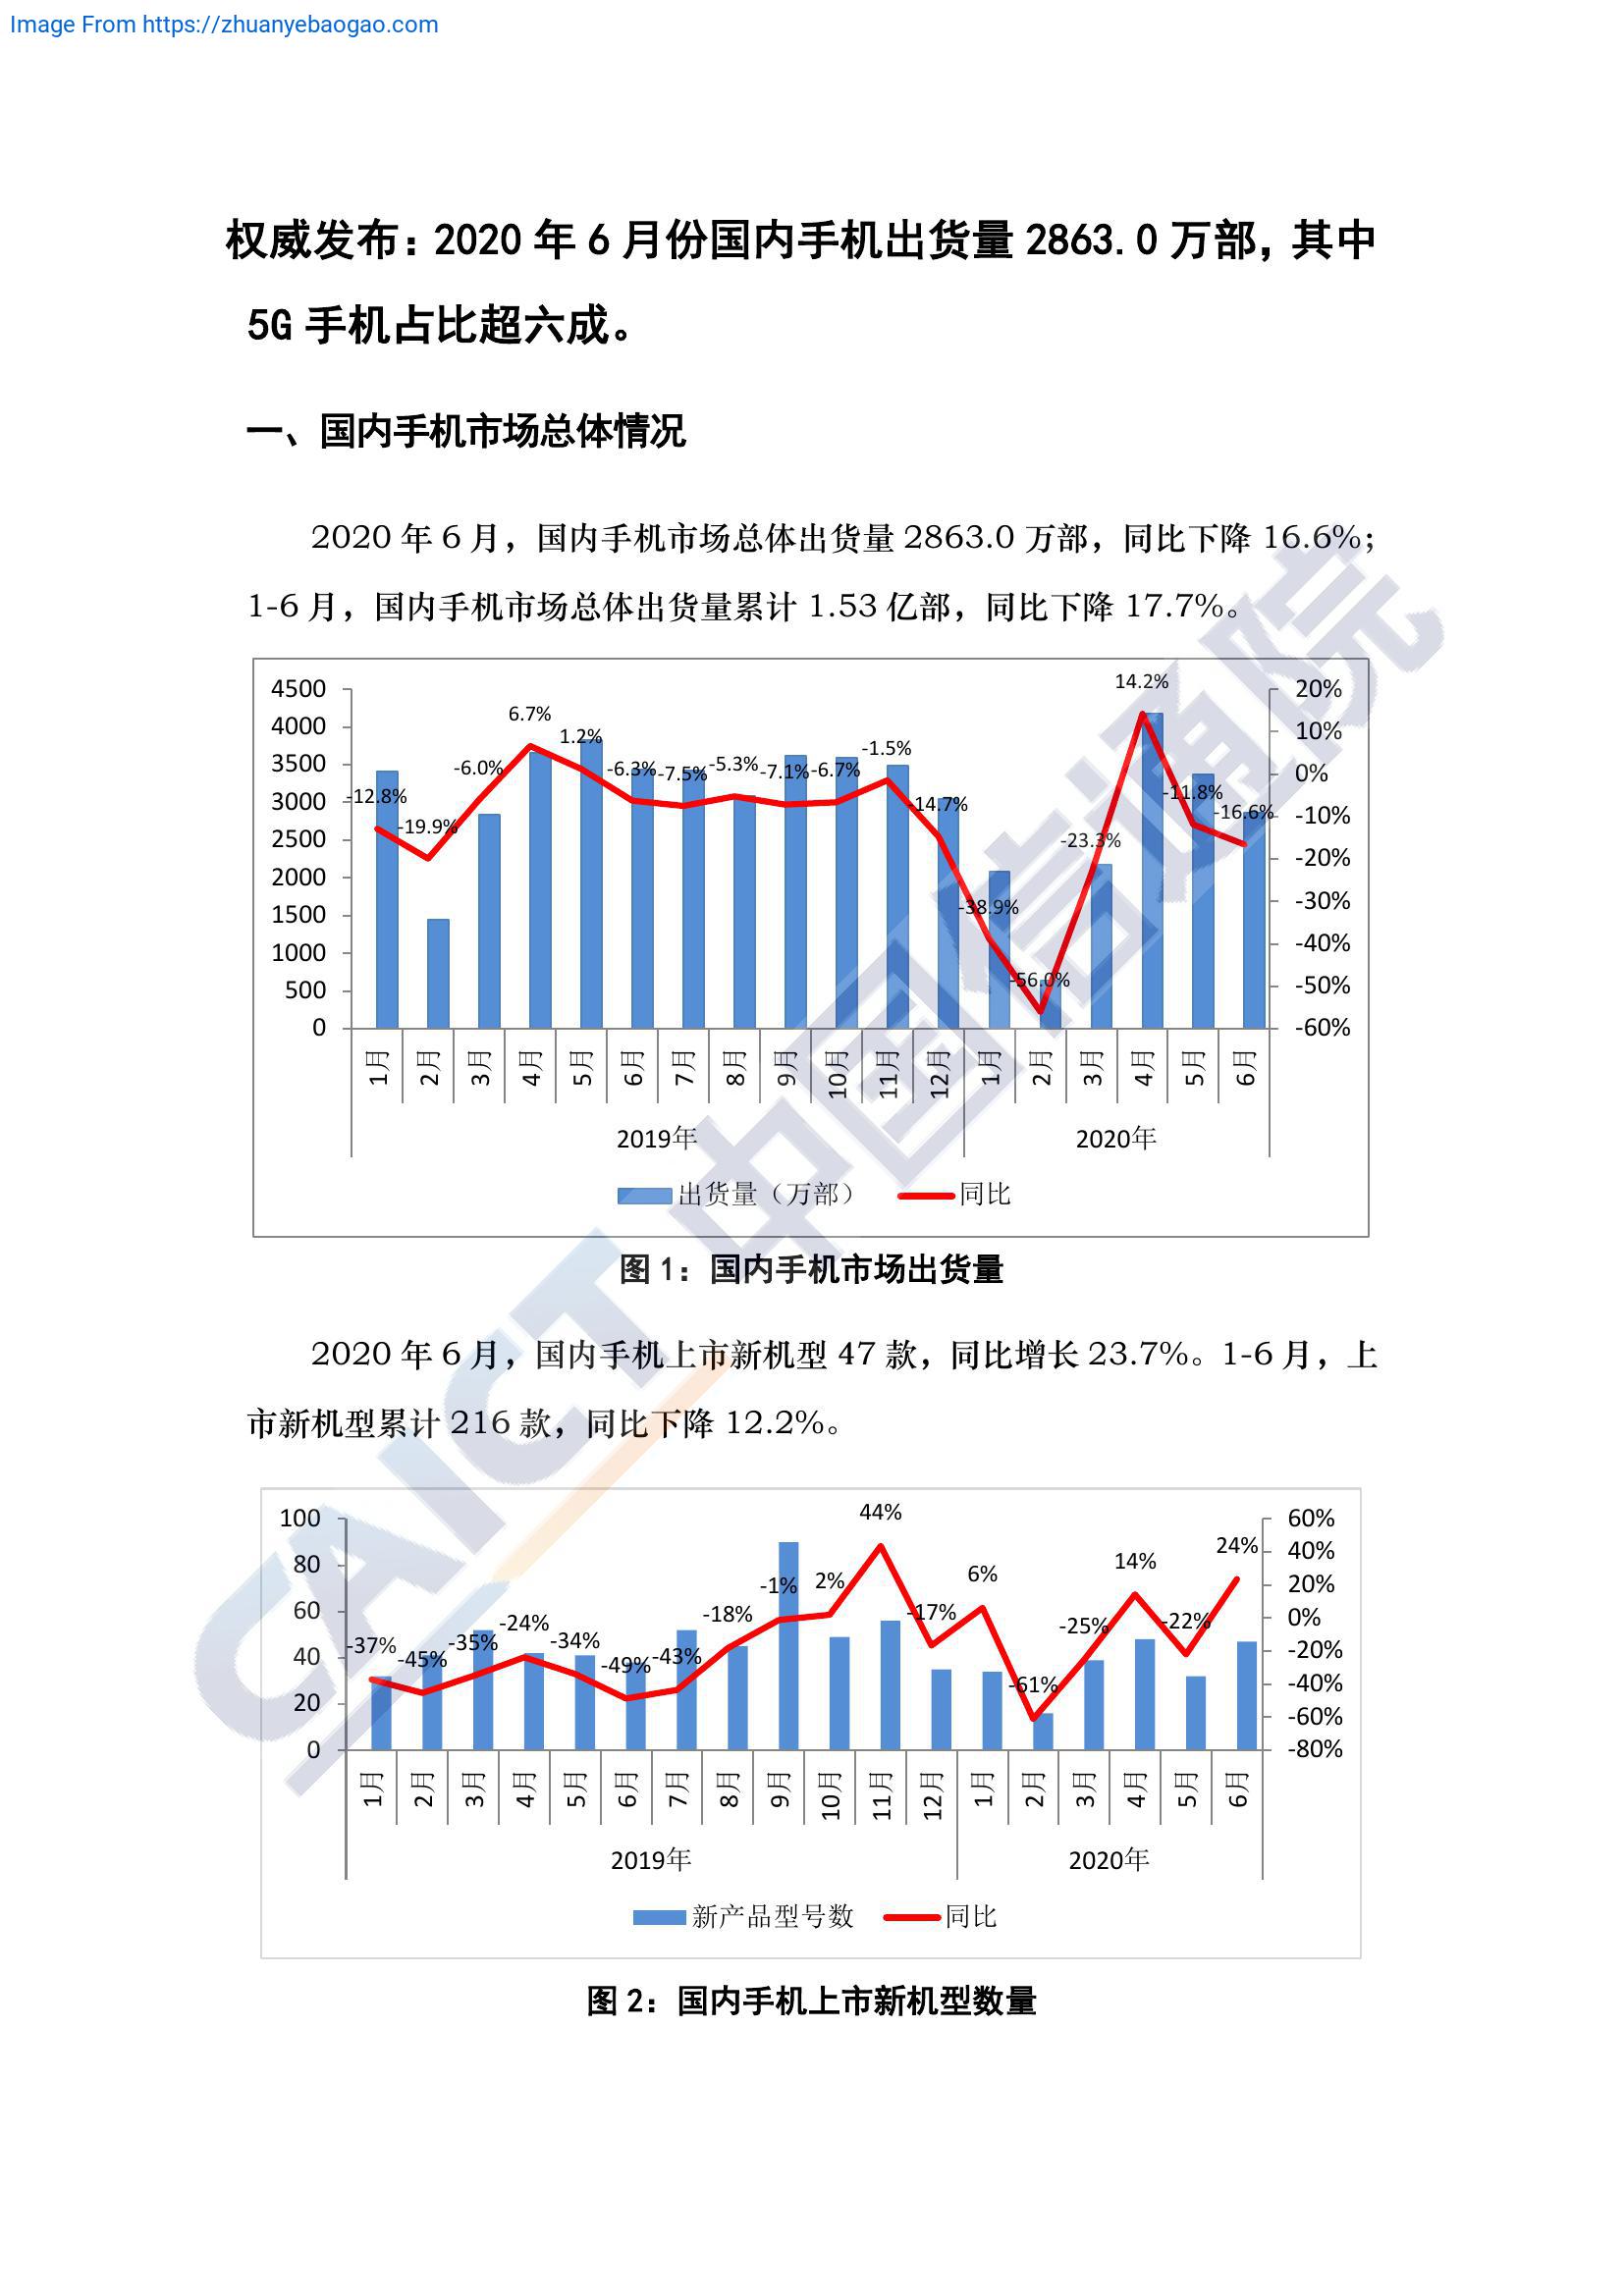 Image From https://zhuanyebaogao.com
权威发布：2020 年 6 月份国内手机出货量 2863.0 万部，其中
5G 手机占比超六成。
一、国内手机市场总体情况
2020 年 6 月，国内手机市场总体出货量 2863.0 万部，同比下降 16.6%；
1-6 月，国内手机市场总体出货量累计 1.53 亿部，同比下降 17.7%。
4500 4000 3500 3000 2500 2000 1500 1000 500 0
-12.8% -19.9% -6.0% 6.7% 1.2% -6.3% -7.5% -5.3% -7.1% -6.7% -1.5% -14.7% -38.9% -56.0% -23.3% 14.2% -11.8% -16.6%
20% 10% 0% -10% -20% -30% -40% -50% -60%
1月 2月 3月 4月 5月 6月 7月 8月 9月 10月 11月 12月 1月 2月 3月 4月 5月 6月
2019年 2020年
出货量（万部） 同比
图 1：国内手机市场出货量
2020 年 6 月，国内手机上市新机型 47 款，同比增长 23.7%。1-6 月，上
市新机型累计 216 款，同比下降 12.2%。
100 80 60 40 20 0
-37% -45% -35% -24% -34% -49% -43% -18% -1% 2% 44% -17% 6% -61% -25% 14% -22% 24%
60% 40% 20% 0% -20% -40% -60% -80%
1月 2月 3月 4月 5月 6月 7月 8月 9月 10月 11月 12月 1月 2月 3月 4月 5月 6月
2019年 2020年
新产品型号数 同比
图 2：国内手机上市新机型数量
CAICT 中国信通院